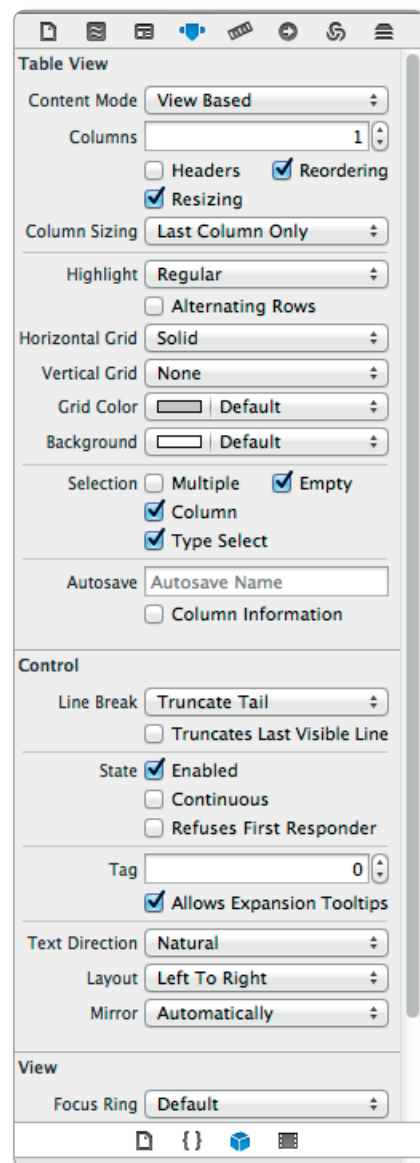 Table View
Content Mode View Based
Columns 1
Headers Reordering
Resizing
Column Sizing Last Column Only
Highlight Regular
Alternating Rows
Horizontal Grid Solid
Vertical Grid None
Grid Color Default
Background Default
Selection Multiple Empty
Column
Type Select
Autosave Autosave Name
Column Information
Control
Line Break Truncate Tail
Truncates Last Visible Line
State Enabled
Continuous
Refuses First Responder
Tag 0
Allows Expansion Tooltips
Text Direction Natural
Layout Left To Right
Mirror Automatically
View
Focus Ring Default
{ }